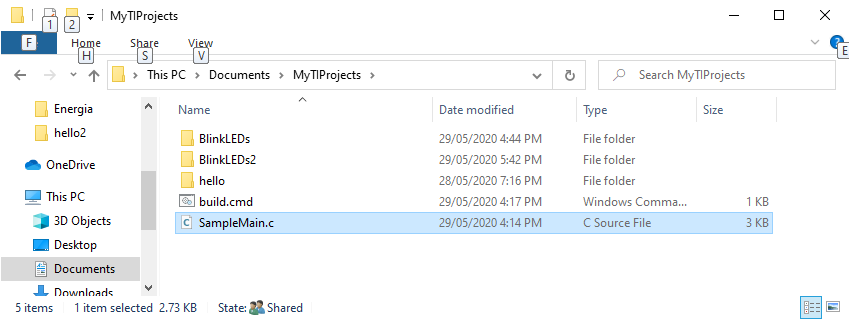 MyTIProjects
1 2
F Home Share View ?
H S V E
This PC Documents MyTIProjects Search MyTIProjects
Energia
hello2
OneDrive
This PC
3D Objects
Desktop
Documents
Downloads
Name Date modified Type Size
BlinkLEDs 29/05/2020 4:44 PM File folder
BlinkLEDs2 29/05/2020 5:42 PM File folder
hello 28/05/2020 7:16 PM File folder
build.cmd 29/05/2020 4:17 PM Windows Comma... 1 KB
SampleMain.c 29/05/2020 4:14 PM C Source File 3 KB
5 items 1 item selected 2.73 KB State: Shared